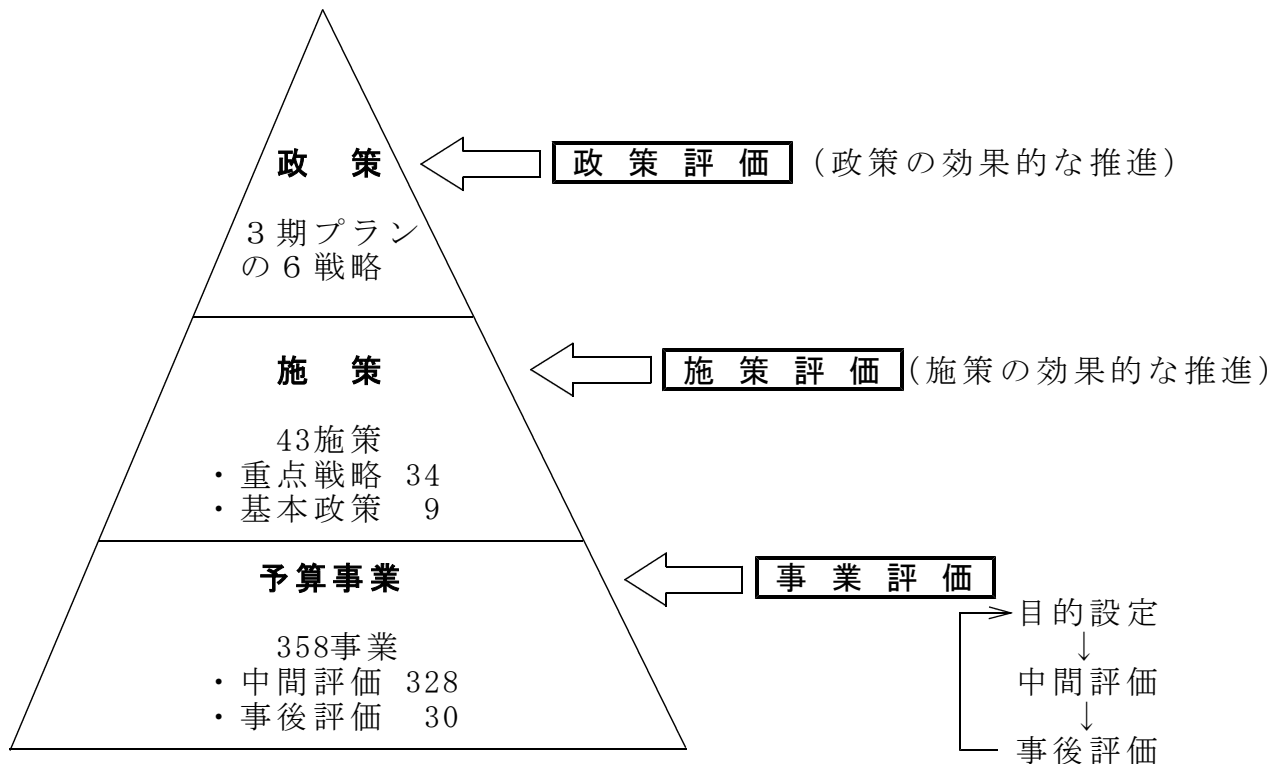 政　策
政 策 評 価
（政策の効果的な推進）
３期プラン
の６戦略
施　策
施 策 評 価
(施策の効果的な推進)
43施策
・重点戦略 34
・基本政策　9
予算事業
事 業 評 価
358事業
・中間評価 328
・事後評価　30
目的設定
↓
中間評価
↓
事後評価